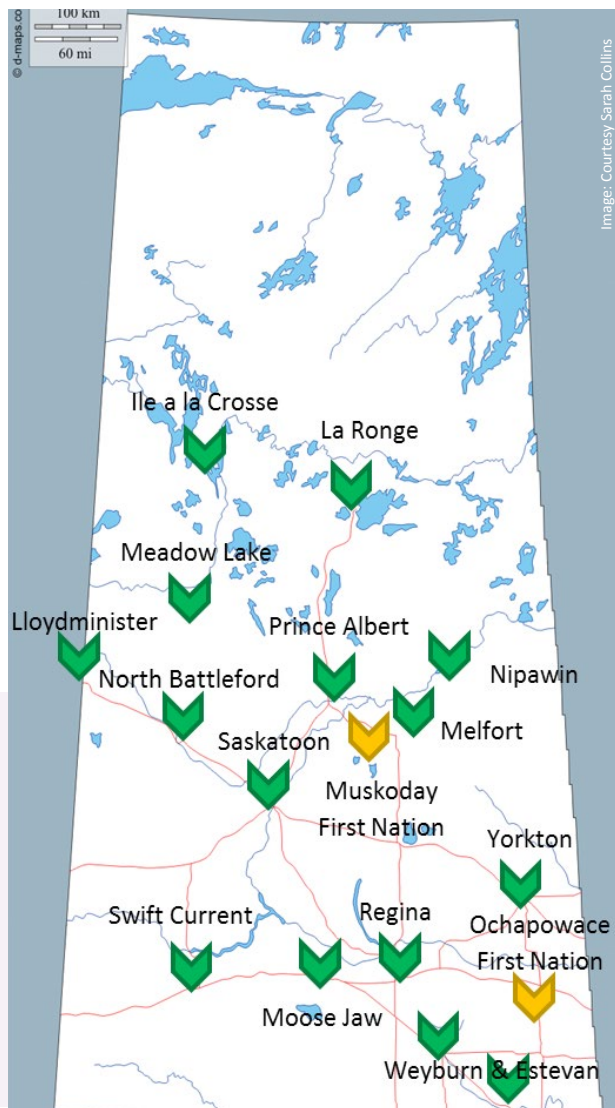 100 km
60 mi
© d-maps.co
Image: Courtesy Sarah Collins
Ile a la Crosse
La Ronge
Meadow Lake
Lloydminister
Prince Albert
North Battleford
Nipawin
Saskatoon
Melfort
Muskoday
First Nation
Yorkton
Swift Current
Regina
Ochapowace
First Nation
Moose Jaw
Weyburn & Estevan